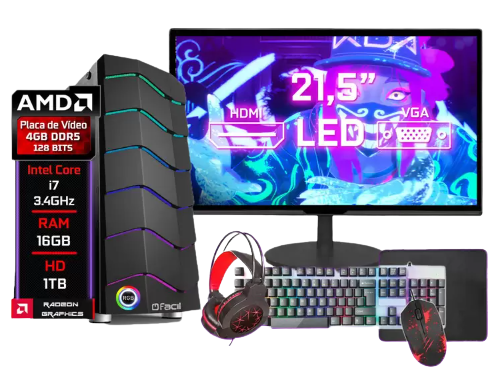 AMD
Placa de Vídeo
4GB DDR5
128 BITS
Intel Core
i7
3.4GHz
RAM
16GB
HD
1TB
RADEON
GRAPHICS
RGB
Facil
21,5”
HDMI
VGA
LED